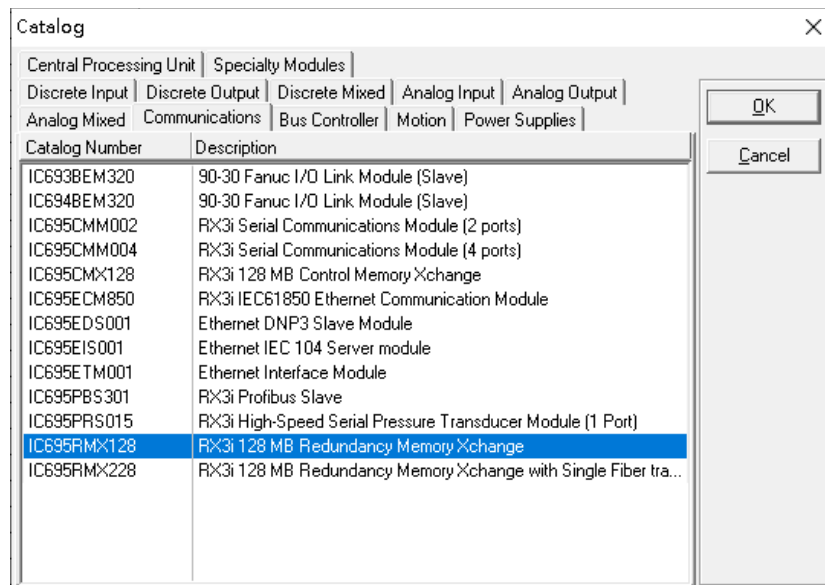 Catalog
Central Processing Unit Specialty Modules
Discrete Input Discrete Output Discrete Mixed Analog Input Analog Output
Analog Mixed Communications Bus Controller Motion Power Supplies
OK
Cancel
Catalog Number Description
IC693BEM320 90-30 Fanuc I/O Link Module (Slave)
IC694BEM320 90-30 Fanuc I/O Link Module (Slave)
IC695CMM002 RX3i Serial Communications Module (2 ports)
IC695CMM004 RX3i Serial Communications Module (4 ports)
IC695CMX128 RX3i 128 MB Control Memory Xchange
IC695ECM850 RX3i IEC61850 Ethernet Communication Module
IC695EDS001 Ethernet DNP3 Slave Module
IC695EIS001 Ethernet IEC 104 Server module
IC695ETM001 Ethernet Interface Module
IC695PBS301 RX3i Profibus Slave
IC695PRS015 RX3i High-Speed Serial Pressure Transducer Module (1 Port)
IC695RMX128 RX3i 128 MB Redundancy Memory Xchange
IC695RMX228 RX3i 128 MB Redundancy Memory Xchange with Single Fiber tra...